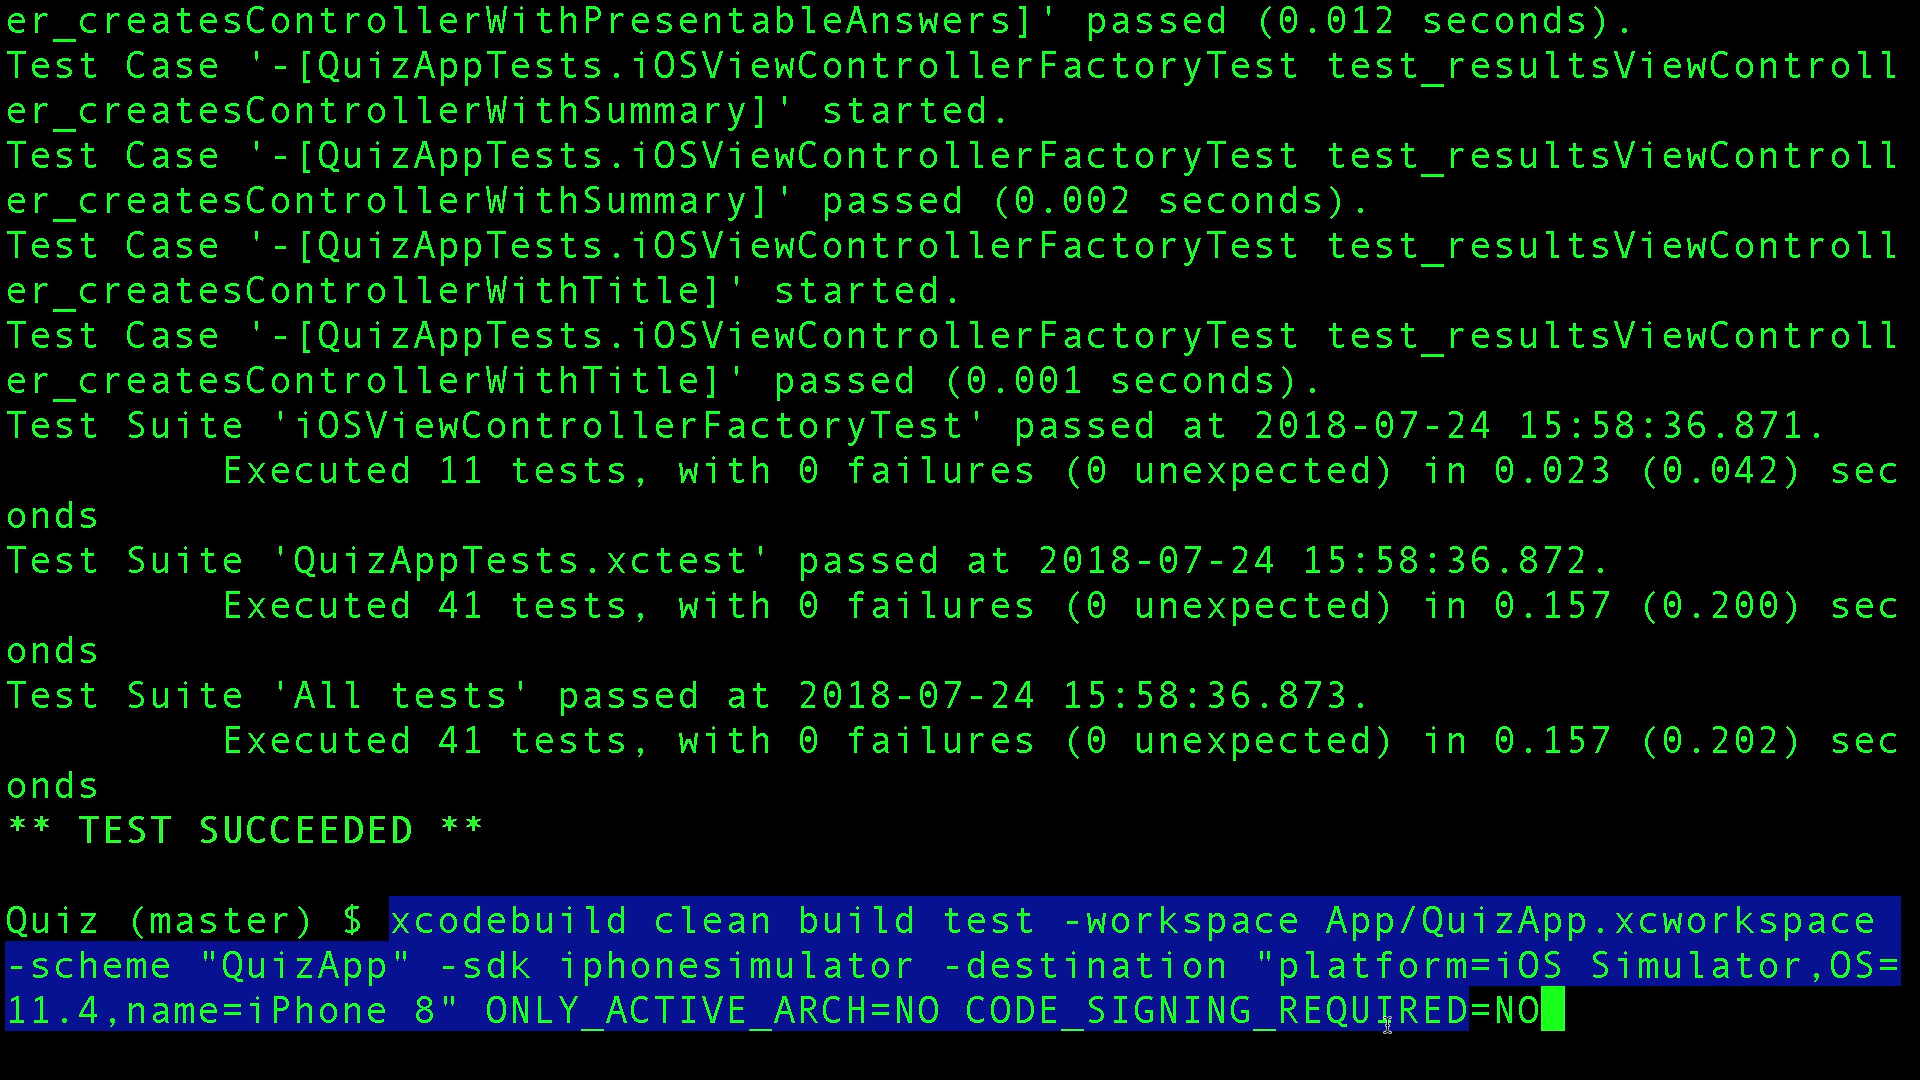 er_createsControllerWithPresentableAnswers]' passed (0.012 seconds).
Test Case '-[QuizAppTests.iOSViewControllerFactoryTest test_resultsViewControll
er_createsControllerWithSummary]' started.
Test Case '-[QuizAppTests.iOSViewControllerFactoryTest test_resultsViewControll
er_createsControllerWithSummary]' passed (0.002 seconds).
Test Case '-[QuizAppTests.iOSViewControllerFactoryTest test_resultsViewControll
er_createsControllerWithTitle]' started.
Test Case '-[QuizAppTests.iOSViewControllerFactoryTest test_resultsViewControll
er_createsControllerWithTitle]' passed (0.001 seconds).
Test Suite 'iOSViewControllerFactoryTest' passed at 2018-07-24 15:58:36.871.
         Executed 11 tests, with 0 failures (0 unexpected) in 0.023 (0.042) sec
onds
Test Suite 'QuizAppTests.xctest' passed at 2018-07-24 15:58:36.872.
         Executed 41 tests, with 0 failures (0 unexpected) in 0.157 (0.200) sec
onds
Test Suite 'All tests' passed at 2018-07-24 15:58:36.873.
         Executed 41 tests, with 0 failures (0 unexpected) in 0.157 (0.202) sec
onds
** TEST SUCCEEDED **
Quiz (master) $ xcodebuild clean build test -workspace App/QuizApp.xcworkspace
-scheme "QuizApp" -sdk iphonesimulator -destination "platform=iOS Simulator,OS=
11.4,name=iPhone 8" ONLY_ACTIVE_ARCH=NO CODE_SIGNING_REQUIRED=NO